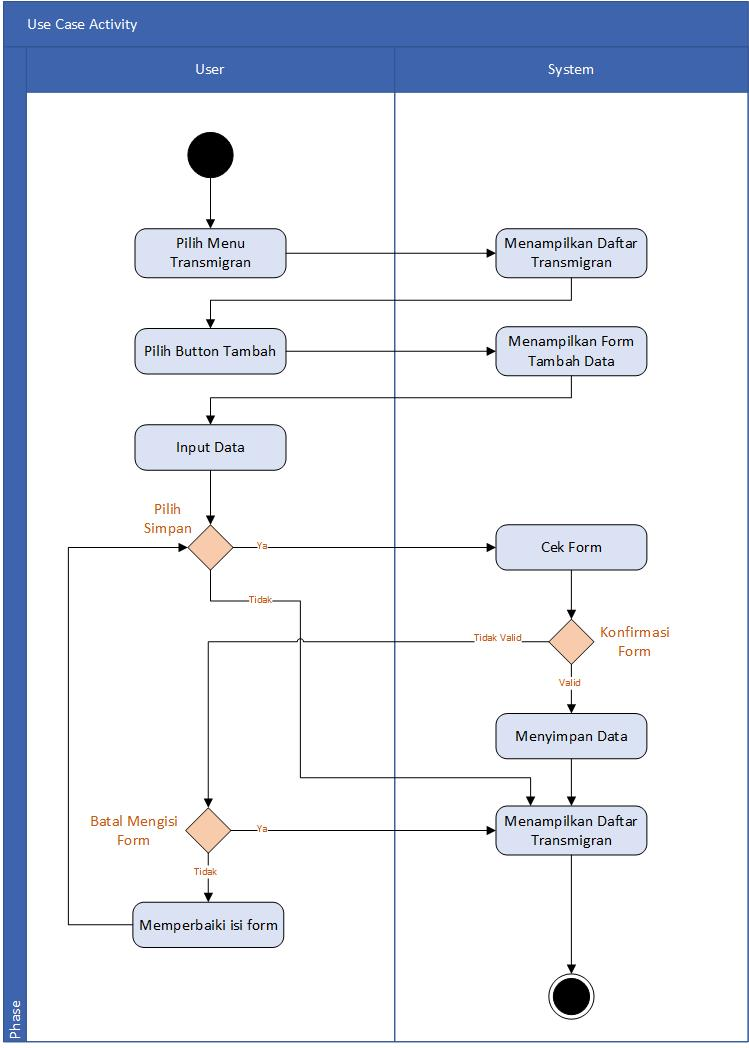 Use Case Activity
User
System
Pilih Menu
Transmigran
Menampilkan Daftar
Transmigran
Pilih Button Tambah
Menampilkan Form
Tambah Data
Input Data
Pilih
Simpan
Ya
Cek Form
Tidak
Tidak Valid
Konfirmasi
Form
Valid
Menyimpan Data
Batal Mengisi
Form
Ya
Menampilkan Daftar
Transmigran
Tidak
Memperbaiki isi form
Phase